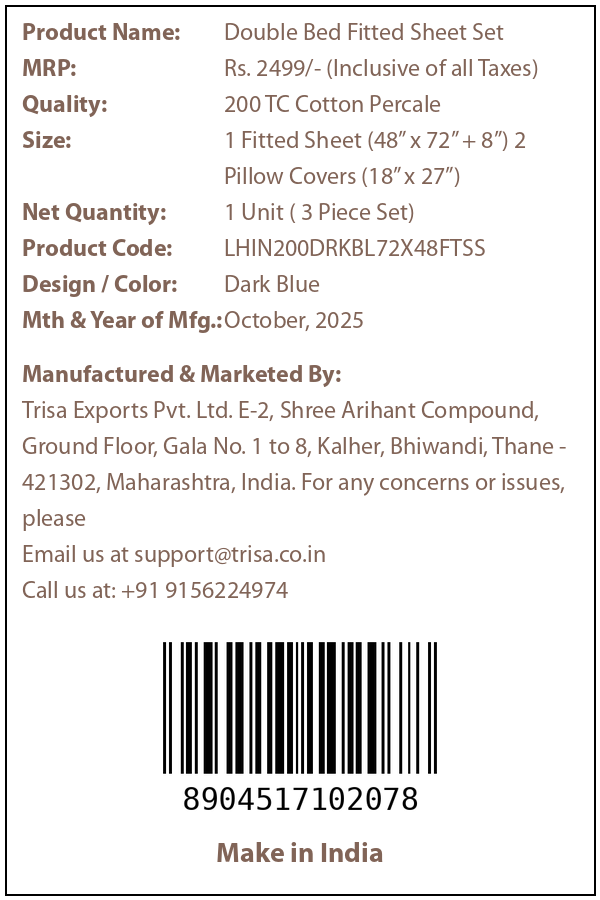 Product Name: Double Bed Fitted Sheet Set
MRP: Rs. 2499/- (Inclusive of all Taxes)
Quality: 200 TC Cotton Percale
Size: 1 Fitted Sheet (48” x 72” + 8”) 2
Pillow Covers (18” x 27”)
Net Quantity: 1 Unit ( 3 Piece Set)
Product Code: LHIN200DRKBL72X48FTSS
Design / Color: Dark Blue
Mth & Year of Mfg.: October, 2025
Manufactured & Marketed By:
Trisa Exports Pvt. Ltd. E-2, Shree Arihant Compound,
Ground Floor, Gala No. 1 to 8, Kalher, Bhiwandi, Thane -
421302, Maharashtra, India. For any concerns or issues,
please
Email us at support@trisa.co.in
Call us at: +91 9156224974
8904517102078
Make in India